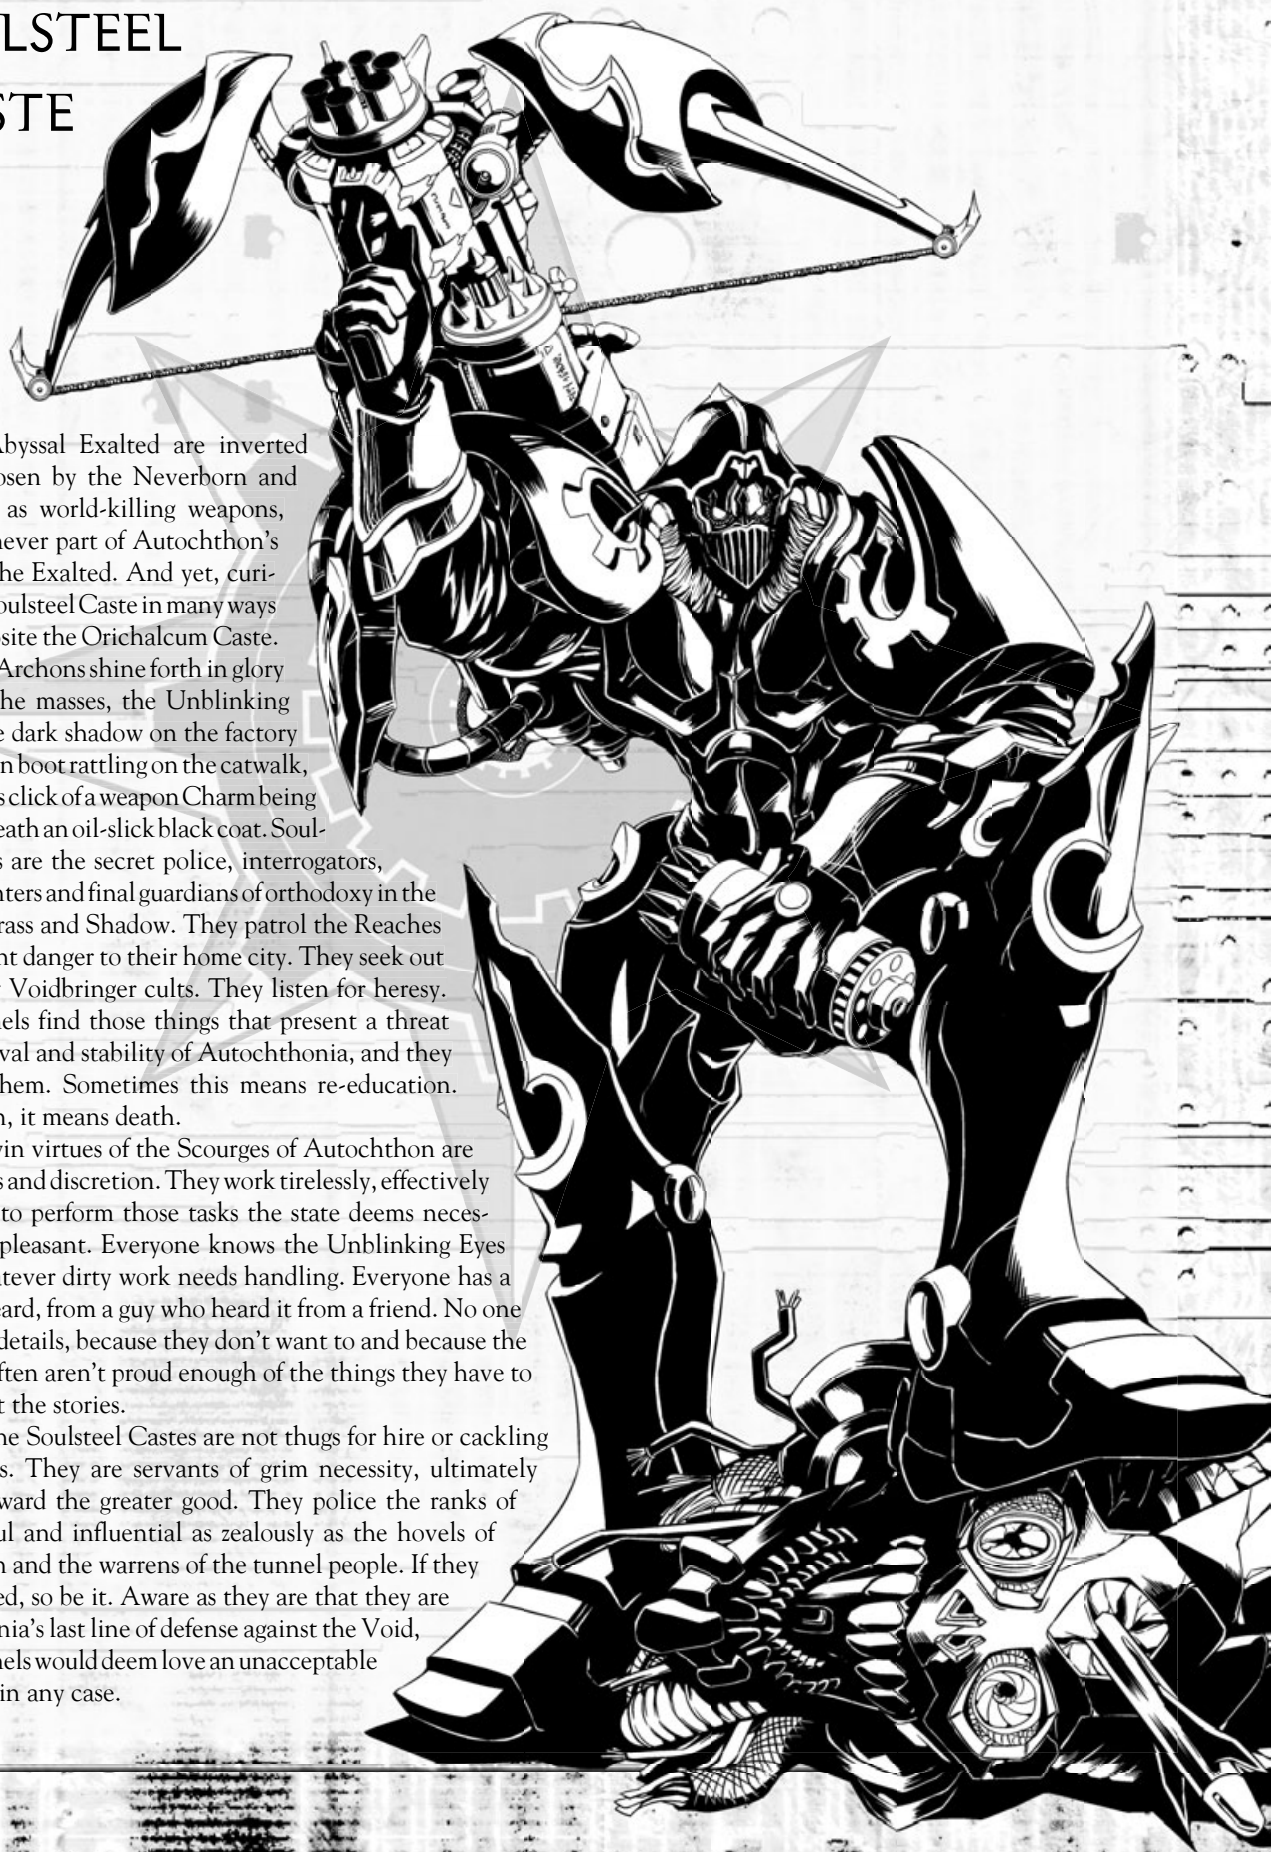 LSTEEL
STE
Abyssal Exalted are inverted
osen by the Neverborn and
as world-killing weapons,
never part of Autochthon's
he Exalted. And yet, curi-
oulsteel Caste in many ways
osite the Orichalcum Caste.
Archons shine forth in glory
he masses, the Unblinking
e dark shadow on the factory
n boot rattling on the catwalk,
s click of a weapon Charm being
eath an oil-slick black coat. Soul-
s are the secret police, interrogators,
nters and final guardians of orthodoxy in the
rass and Shadow. They patrol the Reaches
nt danger to their home city. They seek out
Voidbringer cults. They listen for heresy.
nels find those things that present a threat
val and stability of Autochthonia, and they
hem. Sometimes this means re-education.
n, it means death.
win virtues of the Scourges of Autochthon are
s and discretion. They work tirelessly, effectively
to perform those tasks the state deems neces-
pleasant. Everyone knows the Unblinking Eyes
atever dirty work needs handling. Everyone has a
eard, from a guy who heard it from a friend. No one
details, because they don't want to and because the
ften aren't proud enough of the things they have to
t the stories.
he Soulsteel Castes are not thugs for hire or cackling
s. They are servants of grim necessity, ultimately
ward the greater good. They police the ranks of
ul and influential as zealously as the hovels of
n and the warrens of the tunnel people. If they
ed, so be it. Aware as they are that they are
nia's last line of defense against the Void,
nels would deem love an unacceptable
in any case.